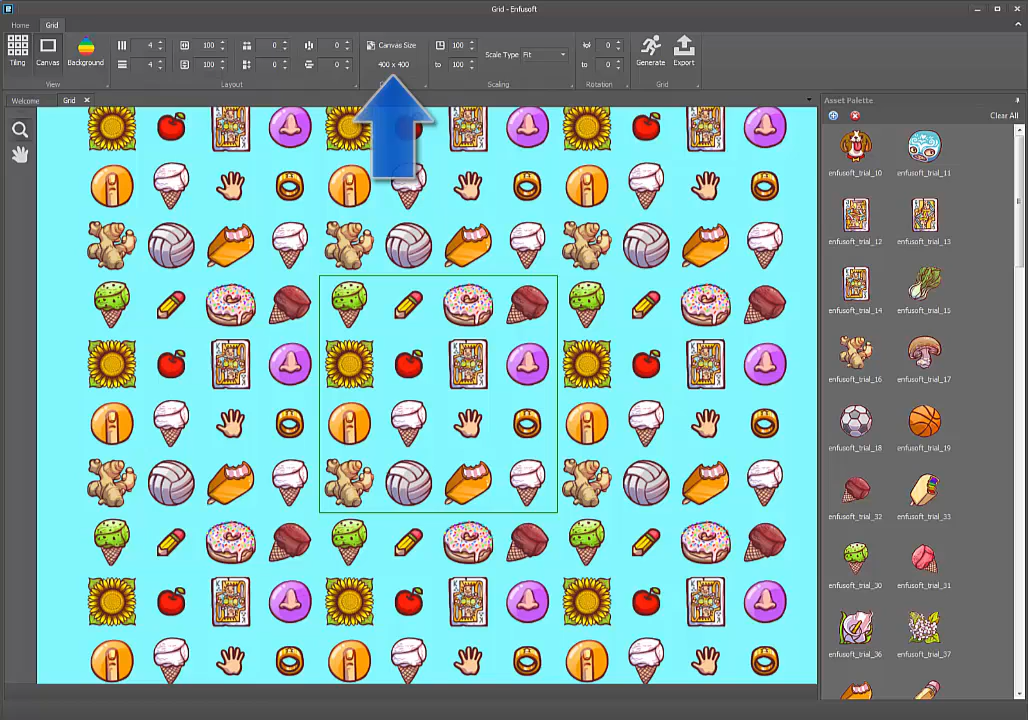 Grid - Enfusoft
Home Grid
4 100 0 0 Canvas Size 100 Scale Type: Fit 0
4 100 0 0 400 x 400 to 100 to 0
Tiling Canvas Background Generate Export
View Layout Scaling Rotation Grid
Welcome Grid
Asset Palette
Clear All
enfusoft_trial_10 enfusoft_trial_11
enfusoft_trial_12 enfusoft_trial_13
enfusoft_trial_14 enfusoft_trial_15
enfusoft_trial_16 enfusoft_trial_17
enfusoft_trial_18 enfusoft_trial_19
enfusoft_trial_32 enfusoft_trial_33
enfusoft_trial_30 enfusoft_trial_31
enfusoft_trial_36 enfusoft_trial_37